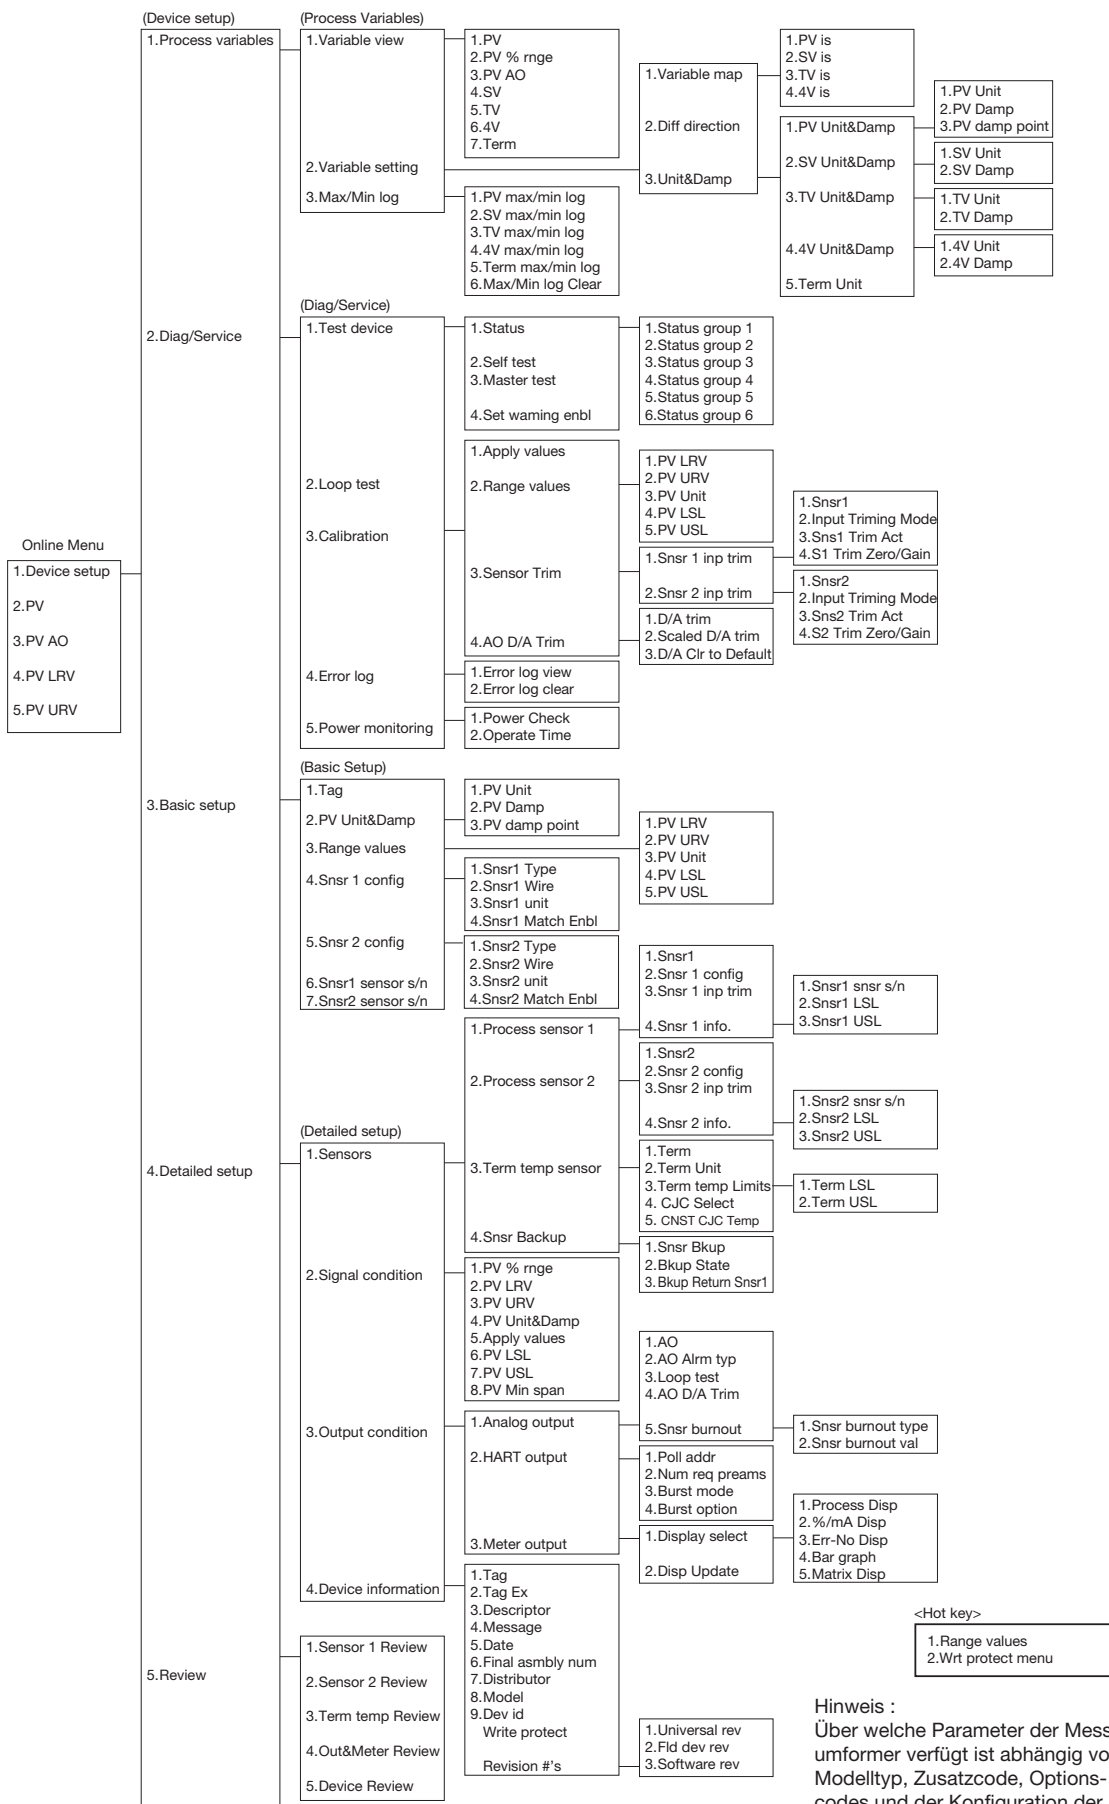 Online Menu
1.Device setup
2.PV
3.PV AO
4.PV LRV
5.PV URV
(Device setup)
1.Process variables
2.Diag/Service
3.Basic setup
4.Detailed setup
5.Review
(Process Variables)
1.Variable view
2.Variable setting
3.Max/Min log
1.PV
2.PV % rnge
3.PV AO
4.SV
5.TV
6.4V
7.Term
1.Variable map
2.Diff direction
3.Unit&Damp
1.PV is
2.SV is
3.TV is
4.4V is
1.PV Unit&Damp
2.SV Unit&Damp
3.TV Unit&Damp
4.4V Unit&Damp
5.Term Unit
1.PV Unit
2.PV Damp
3.PV damp point
1.SV Unit
2.SV Damp
1.TV Unit
2.TV Damp
1.4V Unit
2.4V Damp
1.PV max/min log
2.SV max/min log
3.TV max/min log
4.4V max/min log
5.Term max/min log
6.Max/Min log Clear
(Diag/Service)
1.Test device
2.Loop test
3.Calibration
4.Error log
5.Power monitoring
1.Status
2.Self test
3.Master test
4.Set waming enbl
1.Status group 1
2.Status group 2
3.Status group 3
4.Status group 4
5.Status group 5
6.Status group 6
1.Apply values
2.Range values
3.Sensor Trim
4.AO D/A Trim
1.PV LRV
2.PV URV
3.PV Unit
4.PV LSL
5.PV USL
1.Snsr 1 inp trim
2.Snsr 2 inp trim
1.Snsr1
2.Input Triming Mode
3.Sns1 Trim Act
4.S1 Trim Zero/Gain
1.Snsr2
2.Input Triming Mode
3.Sns2 Trim Act
4.S2 Trim Zero/Gain
1.D/A trim
2.Scaled D/A trim
3.D/A Clr to Default
1.Error log view
2.Error log clear
1.Power Check
2.Operate Time
(Basic Setup)
1.Tag
2.PV Unit&Damp
3.Range values
4.Snsr 1 config
5.Snsr 2 config
6.Snsr1 sensor s/n
7.Snsr2 sensor s/n
1.PV Unit
2.PV Damp
3.PV damp point
1.PV LRV
2.PV URV
3.PV Unit
4.PV LSL
5.PV USL
1.Snsr1 Type
2.Snsr1 Wire
3.Snsr1 unit
4.Snsr1 Match Enbl
1.Snsr2 Type
2.Snsr2 Wire
3.Snsr2 unit
4.Snsr2 Match Enbl
(Detailed setup)
1.Sensors
2.Signal condition
3.Output condition
4.Device information
1.Process sensor 1
2.Process sensor 2
3.Term temp sensor
4.Snsr Backup
1.Snsr1
2.Snsr 1 config
3.Snsr 1 inp trim
4.Snsr 1 info.
1.Snsr1 snsr s/n
2.Snsr1 LSL
3.Snsr1 USL
1.Snsr2
2.Snsr 2 config
3.Snsr 2 inp trim
4.Snsr 2 info.
1.Snsr2 snsr s/n
2.Snsr2 LSL
3.Snsr2 USL
1.Term
2.Term Unit
3.Term temp Limits
4. CJC Select
5. CNST CJC Temp
1.Term LSL
2.Term USL
1.Snsr Bkup
2.Bkup State
3.Bkup Return Snsr1
1.PV % rnge
2.PV LRV
3.PV URV
4.PV Unit&Damp
5.Apply values
6.PV LSL
7.PV USL
8.PV Min span
1.Analog output
2.HART output
3.Meter output
1.AO
2.AO Alrm typ
3.Loop test
4.AO D/A Trim
5.Snsr burnout
1.Snsr burnout type
2.Snsr burnout val
1.Poll addr
2.Num req preams
3.Burst mode
4.Burst option
1.Display select
2.Disp Update
1.Process Disp
2.%/mA Disp
3.Err-No Disp
4.Bar graph
5.Matrix Disp
1.Tag
2.Tag Ex
3.Descriptor
4.Message
5.Date
6.Final asmbly num
7.Distributor
8.Model
9.Dev id
Write protect
Revision #'s
1.Universal rev
2.Fld dev rev
3.Software rev
1.Sensor 1 Review
2.Sensor 2 Review
3.Term temp Review
4.Out&Meter Review
5.Device Review
<Hot key>
1.Range values
2.Wrt protect menu
Hinweis :
Über welche Parameter der Mess
umformer verfügt ist abhängig vo
Modelltyp, Zusatzcode, Options-
codes und der Konfiguration der